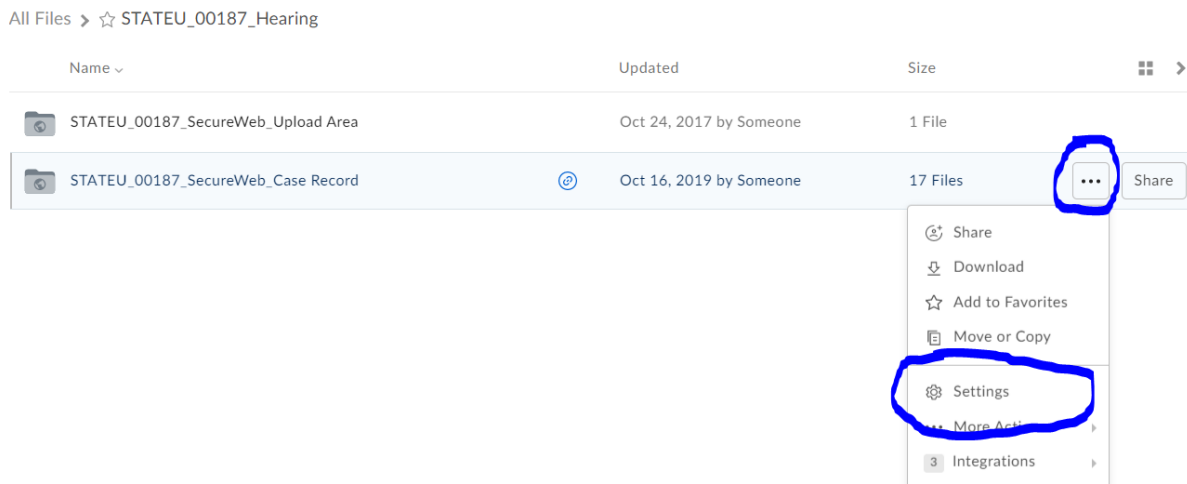 All Files > ☆ STATEU_00187_Hearing
Name Updated Size
STATEU_00187_SecureWeb_Upload Area Oct 24, 2017 by Someone 1 File
STATEU_00187_SecureWeb_Case Record Oct 16, 2019 by Someone 17 Files ... Share
Share
Download
Add to Favorites
Move or Copy
Settings
More
3 Integrations